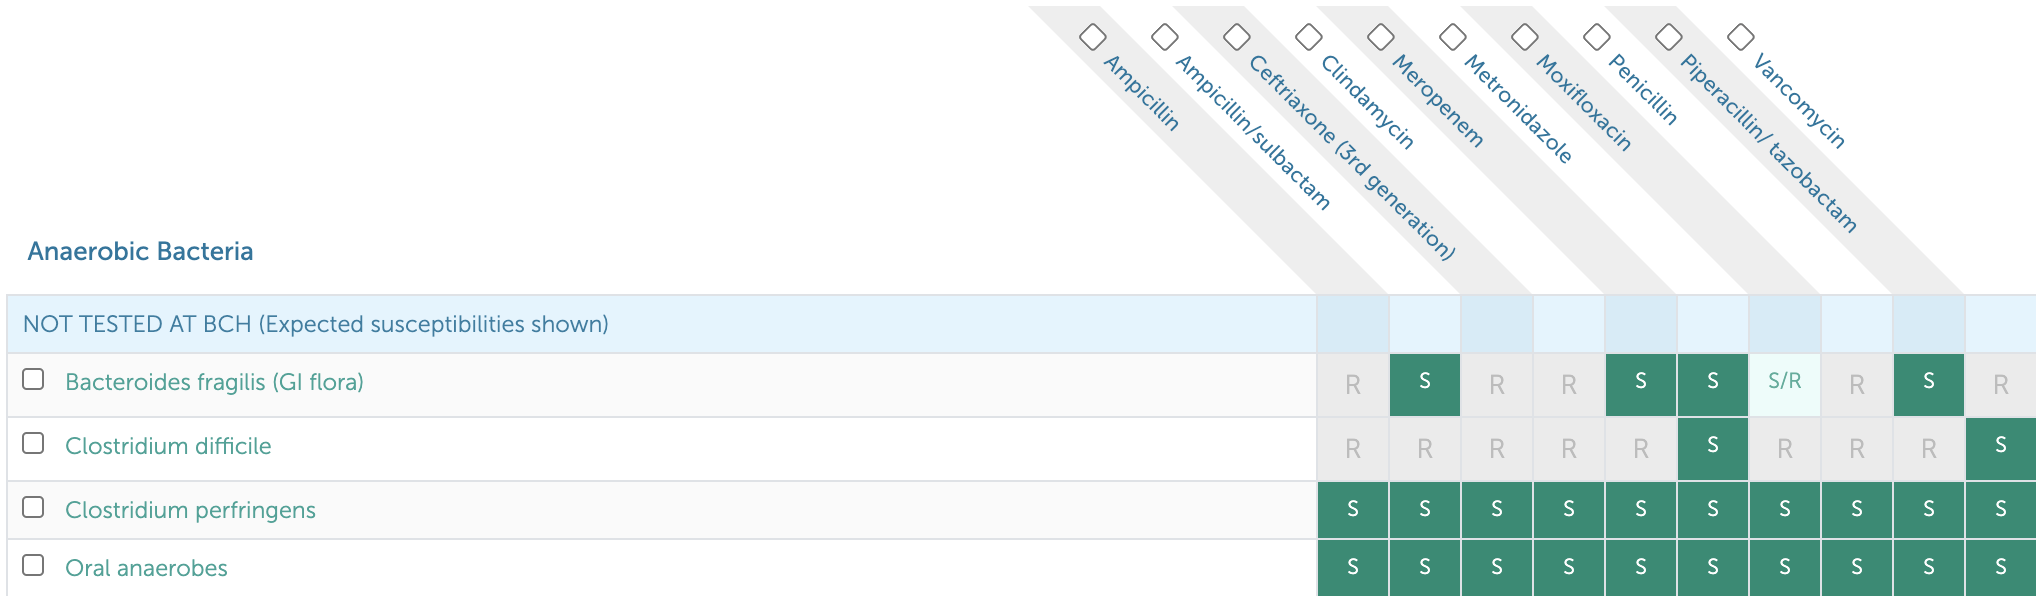 Ampicillin
Ampicillin/sulbactam
Ceftriaxone (3rd generation)
Clindamycin
Meropenem
Metronidazole
Moxifloxacin
Penicillin
Piperacillin/ tazobactam
Vancomycin
Anaerobic Bacteria
NOT TESTED AT BCH (Expected susceptibilities shown)
Bacteroides fragilis (GI flora) R S R R S S S/R R S R
Clostridium difficile R R R R R S R R R S
Clostridium perfringens S S S S S S S S S S
Oral anaerobes S S S S S S S S S S